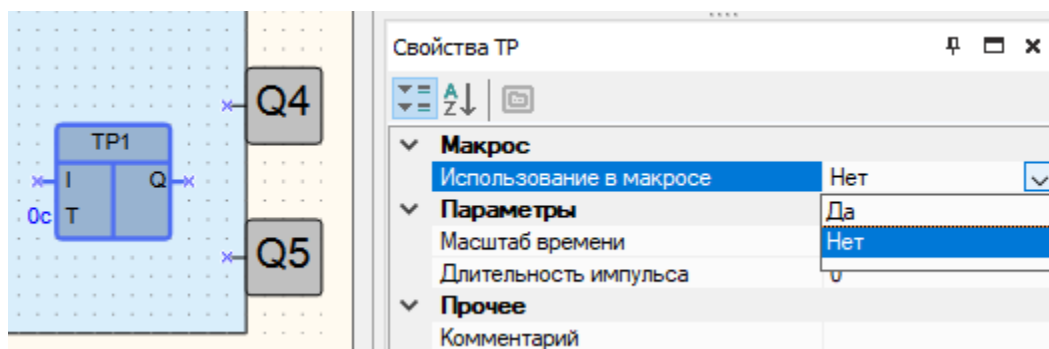 Q4
TP1
I Q
0с T
Q5
Свойства TP
A
Z
Макрос
Использование в макросе Нет
Да
Нет
Параметры
Масштаб времени
Длительность импульса 0
Прочее
Комментарий